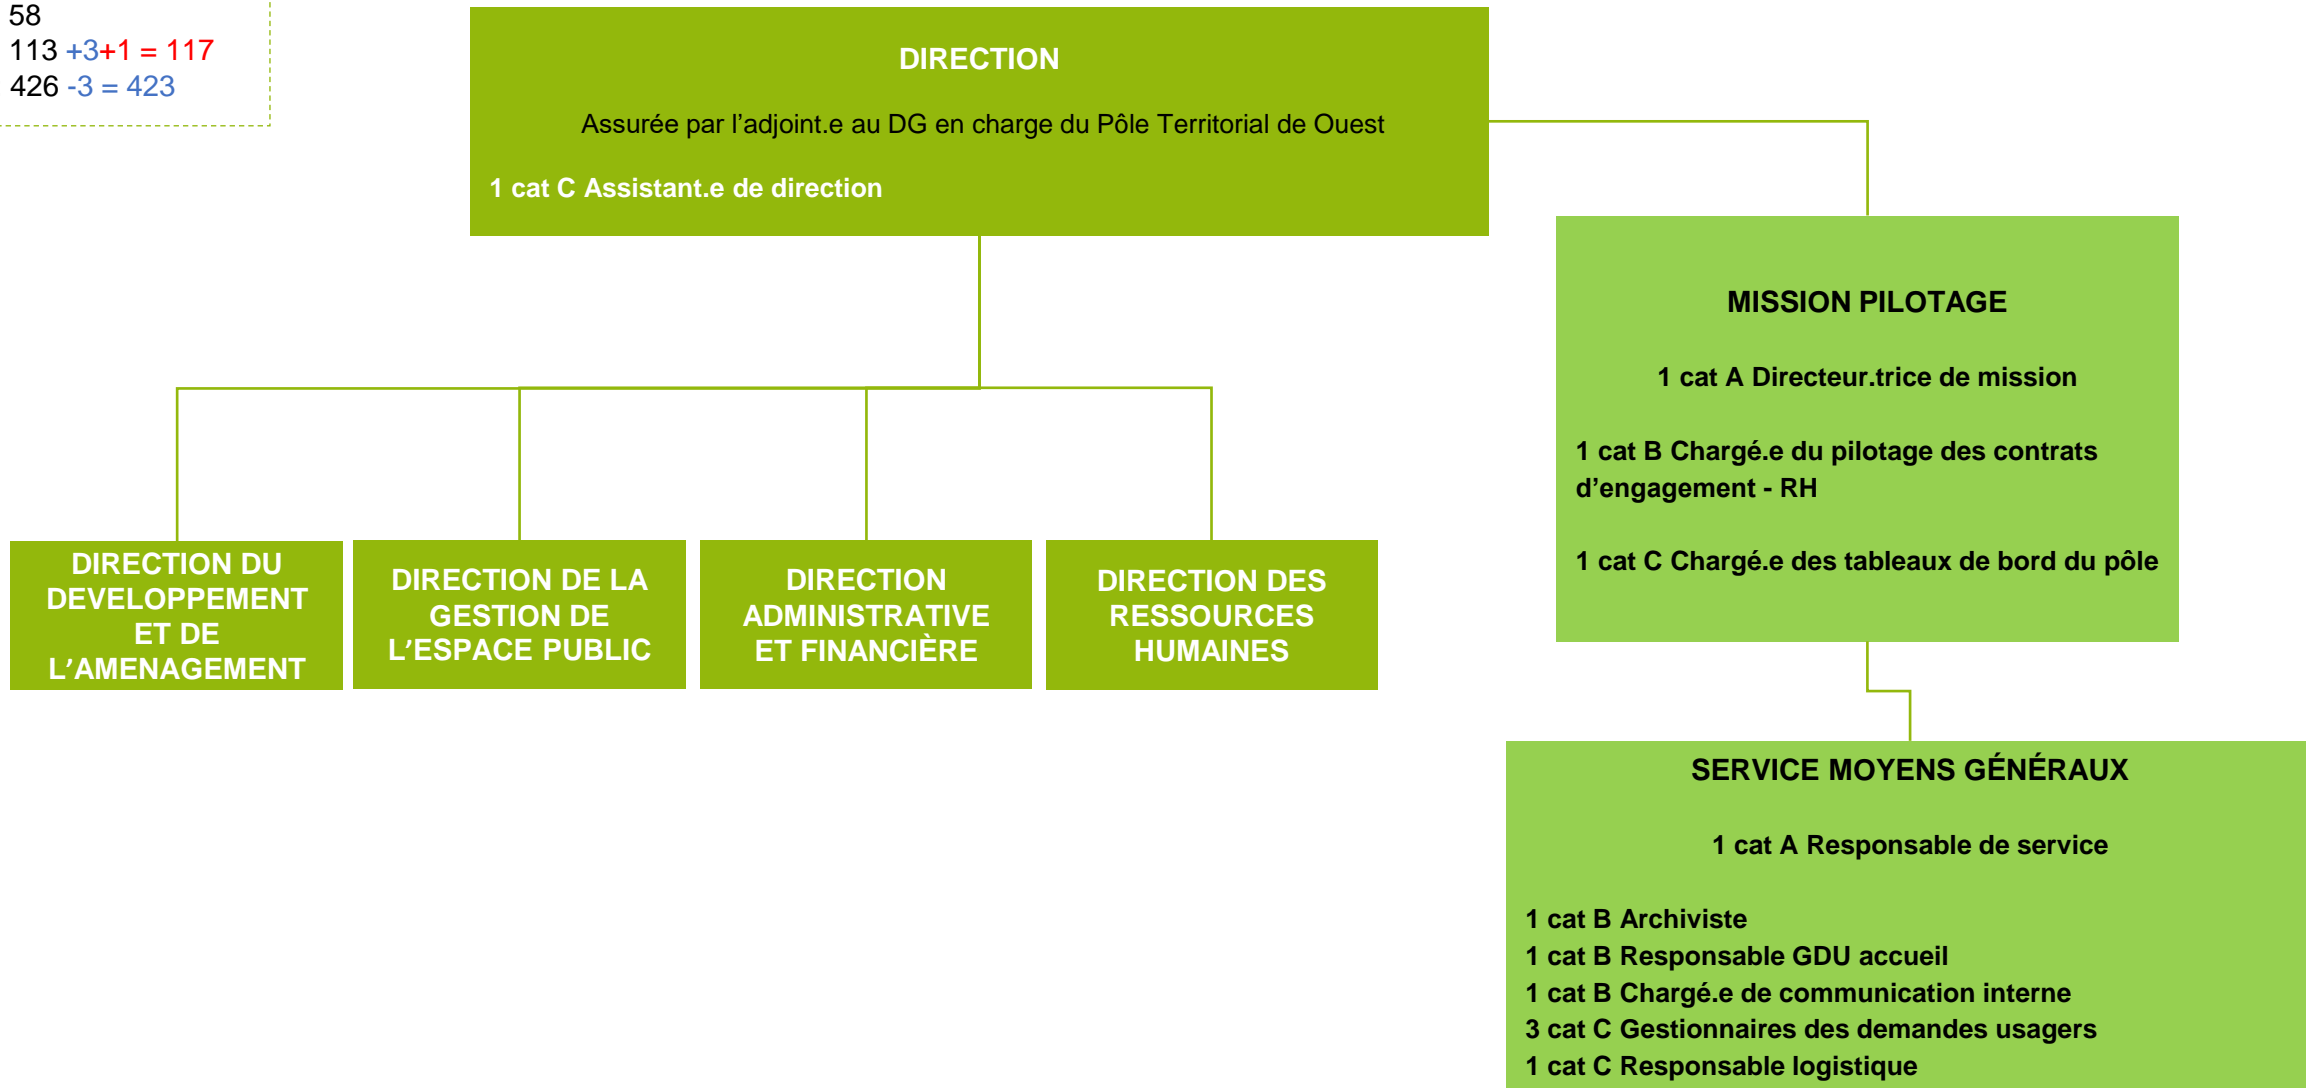 58
113 +3+1 = 117
426 -3 = 423
DIRECTION
Assurée par l'adjoint.e au DG en charge du Pôle Territorial de Ouest
1 cat C Assistant.e de direction
MISSION PILOTAGE
1 cat A Directeur.trice de mission
1 cat B Chargé.e du pilotage des contrats
d'engagement - RH
1 cat C Chargé.e des tableaux de bord du pôle
DIRECTION DU
DEVELOPPEMENT
ET DE
L'AMENAGEMENT
DIRECTION DE LA
GESTION DE
L'ESPACE PUBLIC
DIRECTION
ADMINISTRATIVE
ET FINANCIÈRE
DIRECTION DES
RESSOURCES
HUMAINES
SERVICE MOYENS GÉNÉRAUX
1 cat A Responsable de service
1 cat B Archiviste
1 cat B Responsable GDU accueil
1 cat B Chargé.e de communication interne
3 cat C Gestionnaires des demandes usagers
1 cat C Responsable logistique